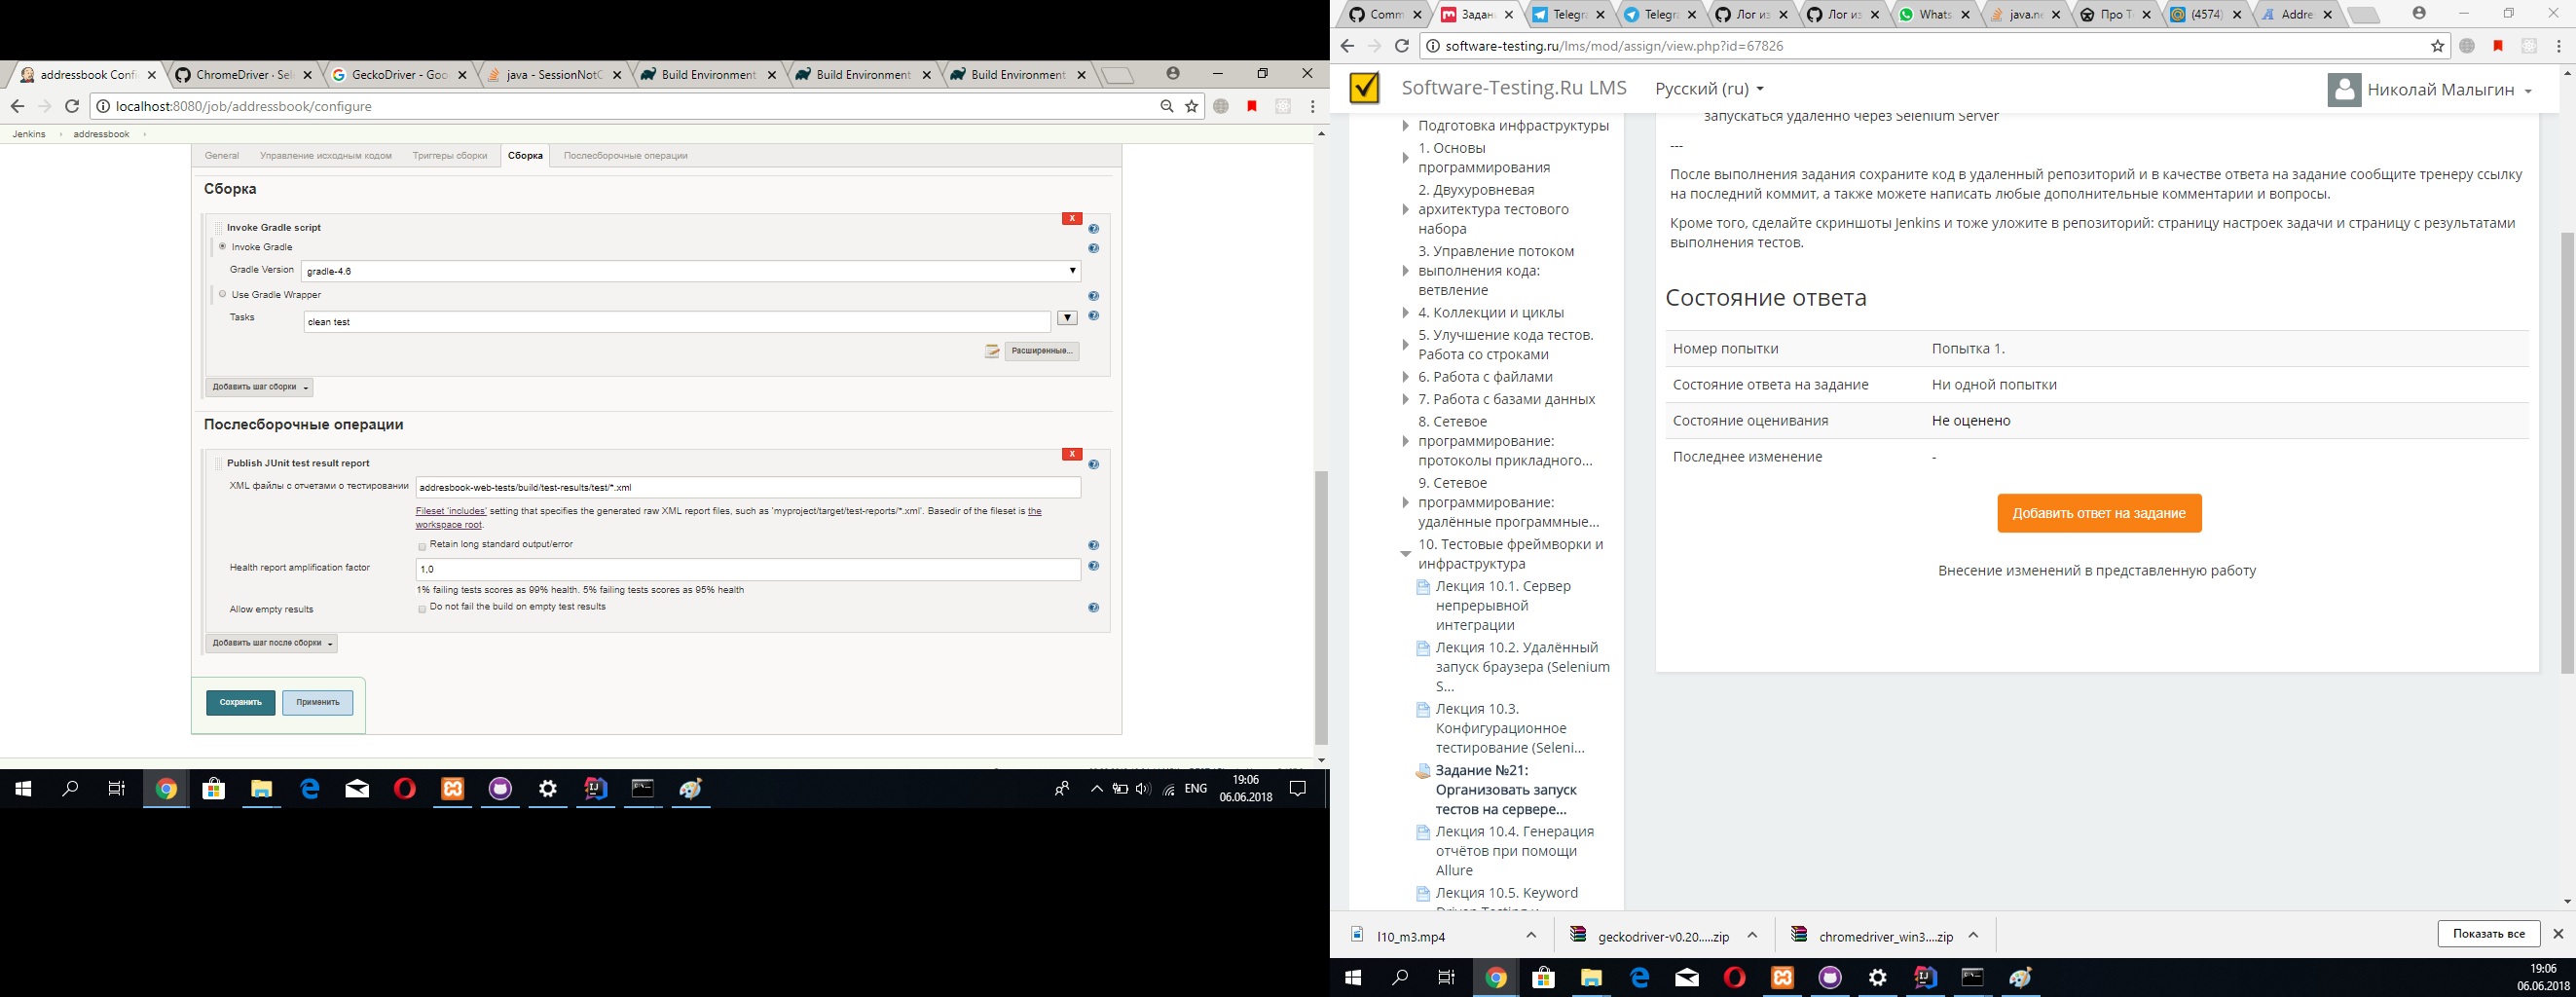 addressbook Confi
ChromeDriver - Sel
GeckoDriver - Goo
java - SessionNotC
Build Environment
Build Environment
Build Environment
localhost:8080/job/addressbook/configure
Jenkins
addressbook
General
Управление исходным кодом
Триггеры сборки
Сборка
Послесборочные операции
Сборка
X
Invoke Gradle script
Invoke Gradle
Gradle Version
gradle-4.6
Use Gradle Wrapper
Tasks
clean test
Расширенные...
Добавить шаг сборки
Послесборочные операции
X
Publish JUnit test result report
XML файлы с отчетами о тестировании
addresbook-web-tests/build/test-results/test/*.xml
Fileset 'includes' setting that specifies the generated raw XML report files, such as 'myproject/target/test-reports/*.xml'. Basedir of the fileset is the
workspace root.
Retain long standard output/error
Health report amplification factor
1,0
1% failing tests scores as 99% health. 5% failing tests scores as 95% health
Allow empty results
Do not fail the build on empty test results
Добавить шаг после сборки
Сохранить
Применить
ENG
19:06
06.06.2018
Comm
Задан
Telegra
Telegra
Лог из
Лог из
Whats
java.ne
Про Т
(4574)
Addre
software-testing.ru/lms/mod/assign/view.php?id=67826
Software-Testing.Ru LMS
Русский (ru)
Николай Малыгин
Подготовка инфраструктуры
1. Основы
программирования
2. Двухуровневая
архитектура тестового
набора
3. Управление потоком
выполнения кода:
ветвление
4. Коллекции и циклы
5. Улучшение кода тестов.
Работа со строками
6. Работа с файлами
7. Работа с базами данных
8. Сетевое
программирование:
протоколы прикладного...
9. Сетевое
программирование:
удалённые программные...
10. Тестовые фреймворки и
инфраструктура
Лекция 10.1. Сервер
непрерывной
интеграции
Лекция 10.2. Удалённый
запуск браузера (Selenium
S...
Лекция 10.3.
Конфигурационное
тестирование (Seleni...
Задание №21:
Организовать запуск
тестов на сервере...
Лекция 10.4. Генерация
отчётов при помощи
Allure
Лекция 10.5. Keyword
запускаться удаленно через Selenium Server
---
После выполнения задания сохраните код в удаленный репозиторий и в качестве ответа на задание сообщите тренеру ссылку
на последний коммит, а также можете написать любые дополнительные комментарии и вопросы.
Кроме того, сделайте скриншоты Jenkins и тоже уложите в репозиторий: страницу настроек задачи и страницу с результатами
выполнения тестов.
Состояние ответа
Номер попытки
Попытка 1.
Состояние ответа на задание
Ни одной попытки
Состояние оценивания
Не оценено
Последнее изменение
-
Добавить ответ на задание
Внесение изменений в представленную работу
l10_m3.mp4
geckodriver-v0.20.....zip
chromedriver_win3....zip
Показать все
19:06
06.06.2018